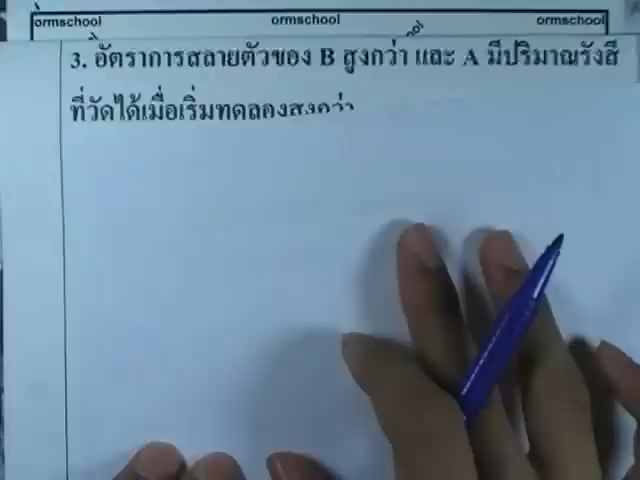 ormschool ormschool ormschool
3. อัตราการสลายตัวของ B สูงกว่า และ A มีปริมาณรังสี
ที่วัดได้เมื่อเริ่มทดลองสูงกว่า